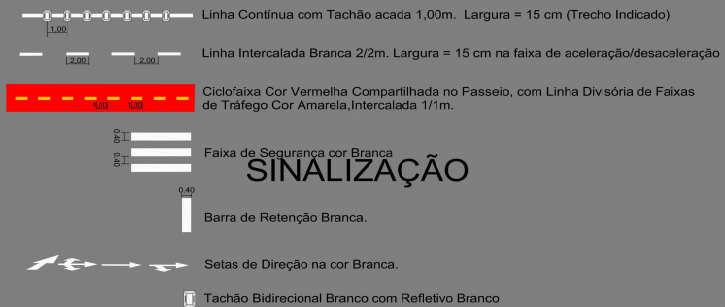 Linha Contínua com Tachão acada 1,00m. Largura = 15 cm (Trecho Indicado)
1,00
Linha Intercalada Branca 2/2m. Largura = 15 cm na faixa de aceleração/desaceleração
2,00 2,00
Ciclofaixa Cor Vermelha Compartilhada no Passeio, com Linha Divisória de Faixas
de Tráfego Cor Amarela,Intercalada 1/1m.
1,00 1,00
0,40
0,40
Faixa de Segurança cor Branca
SINALIZAÇÃO
0,40
Barra de Retenção Branca.
Setas de Direção na cor Branca.
Tachão Bidirecional Branco com Refletivo Branco